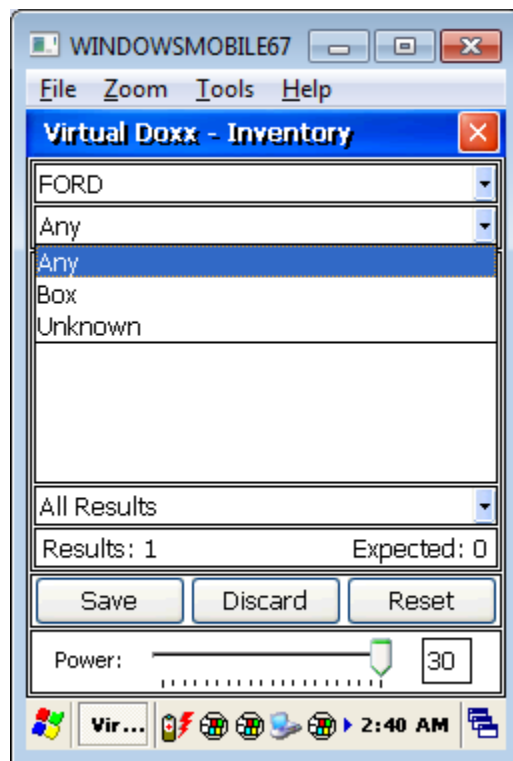 WINDOWSMOBILE67
File Zoom Tools Help
Virtual Doxx - Inventory
FORD
Any
Any
Box
Unknown
All Results
Results: 1 Expected: 0
Save Discard Reset
Power: 30
Vir... 2:40 AM